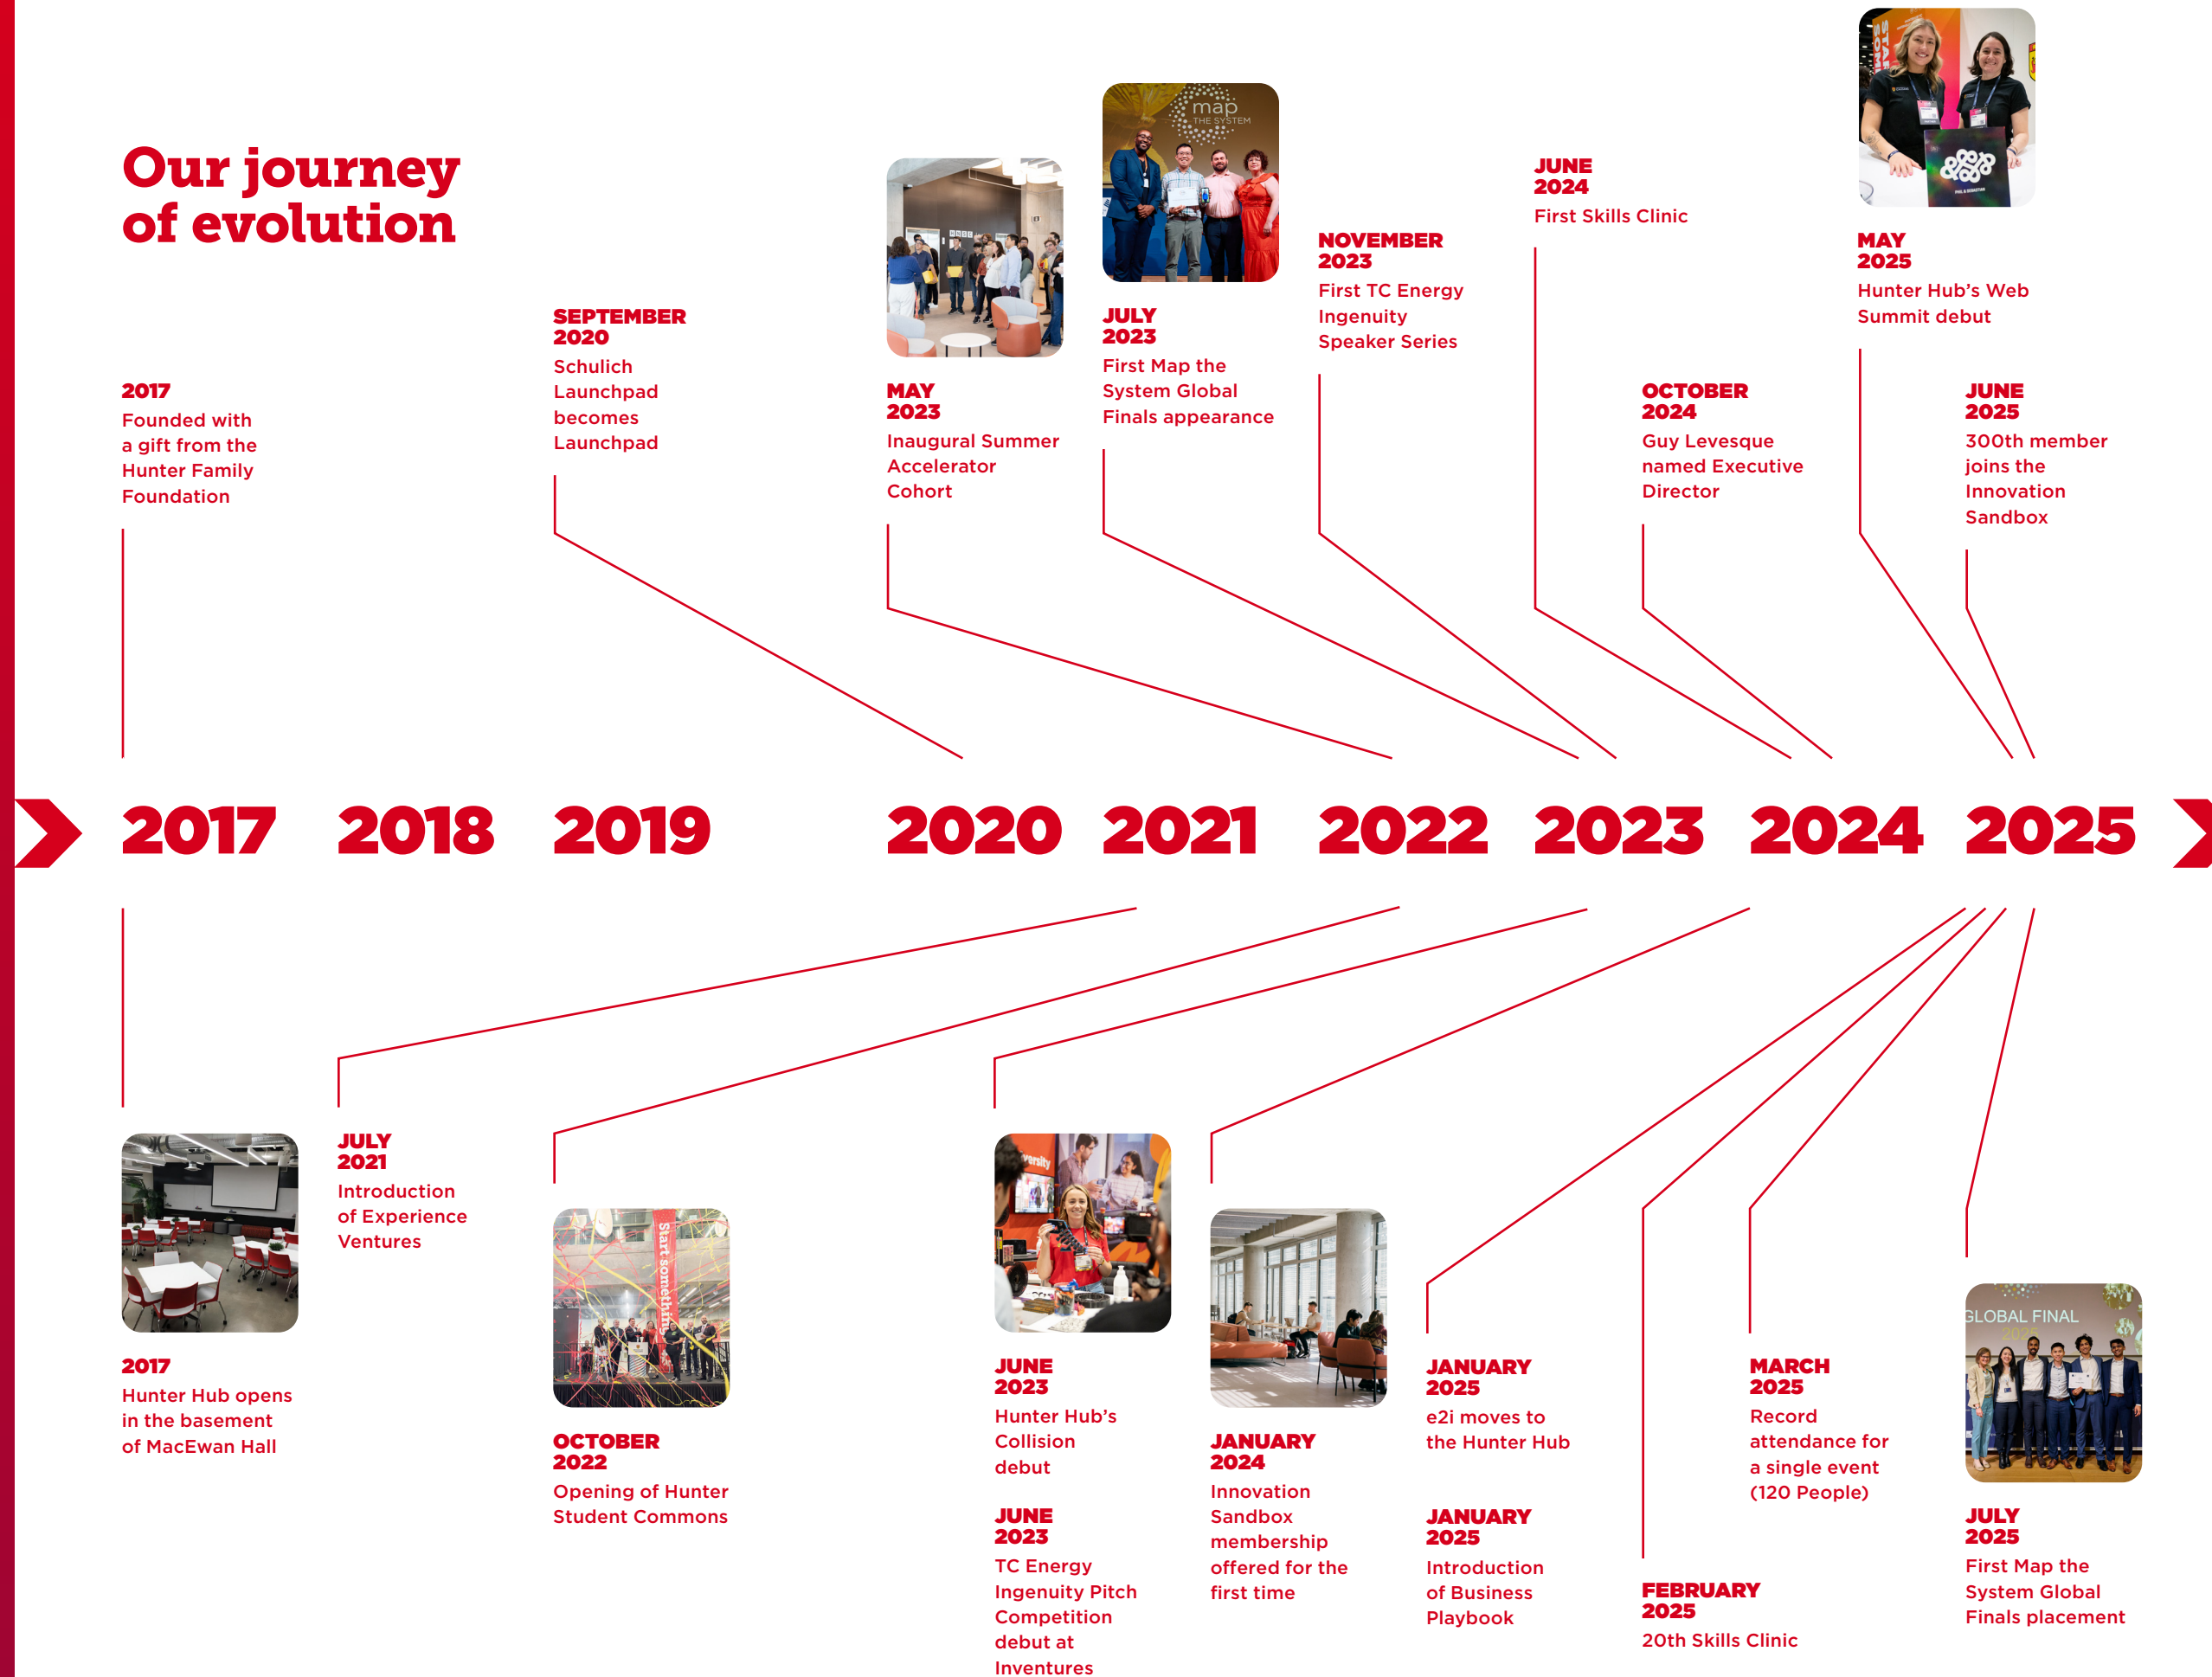 Our journey
of evolution
2017
Founded with
a gift from the
Hunter Family
Foundation
SEPTEMBER
2020
Schulich
Launchpad
becomes
Launchpad
MAY
2023
Inaugural Summer
Accelerator
Cohort
map
THE SYSTEM
JULY
2023
First Map the
System Global
Finals appearance
NOVEMBER
2023
First TC Energy
Ingenuity
Speaker Series
JUNE
2024
First Skills Clinic
OCTOBER
2024
Guy Levesque
named Executive
Director
PHIL & SEBASTIAN
MAY
2025
Hunter Hub's Web
Summit debut
JUNE
2025
300th member
joins the
Innovation
Sandbox
2017 2018 2019 2020 2021 2022 2023 2024 2025
2017
Hunter Hub opens
in the basement
of MacEwan Hall
JULY
2021
Introduction
of Experience
Ventures
Start something
OCTOBER
2022
Opening of Hunter
Student Commons
JUNE
2023
Hunter Hub's
Collision
debut
JUNE
2023
TC Energy
Ingenuity Pitch
Competition
debut at
Inventures
JANUARY
2024
Innovation
Sandbox
membership
offered for the
first time
JANUARY
2025
e2i moves to
the Hunter Hub
JANUARY
2025
Introduction
of Business
Playbook
FEBRUARY
2025
20th Skills Clinic
MARCH
2025
Record
attendance for
a single event
(120 People)
GLOBAL FINAL
2025
JULY
2025
First Map the
System Global
Finals placement